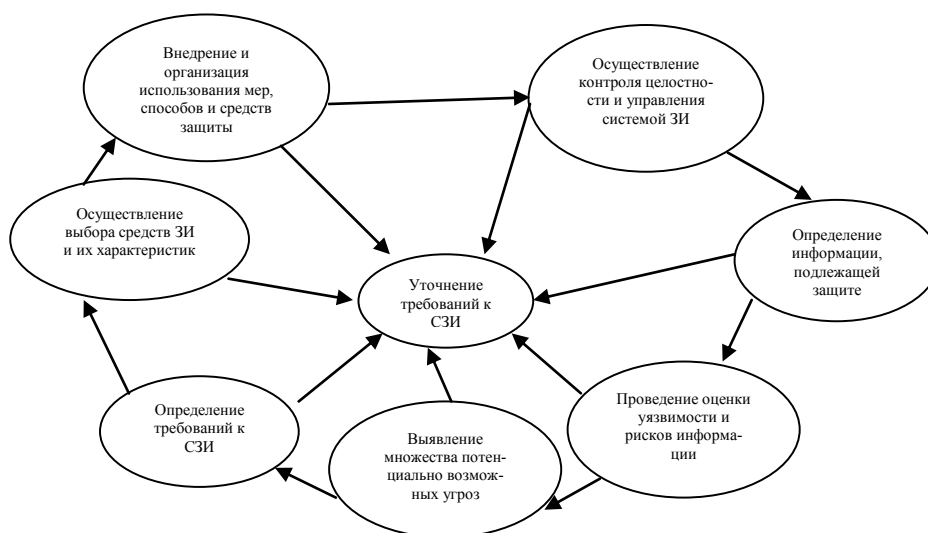 Внедрение и
организация
использования мер,
способов и средств
защиты
Осуществление
контроля целостно-
сти и управления
системой ЗИ
Осуществление
выбора средств ЗИ
и их характеристик
Определение
информации,
подлежащей
защите
Уточнение
требований к
СЗИ
Определение
требований к
СЗИ
Выявление
множества потен-
циально возмож-
ных угроз
Проведение оценки
уязвимости и
рисков информа-
ции